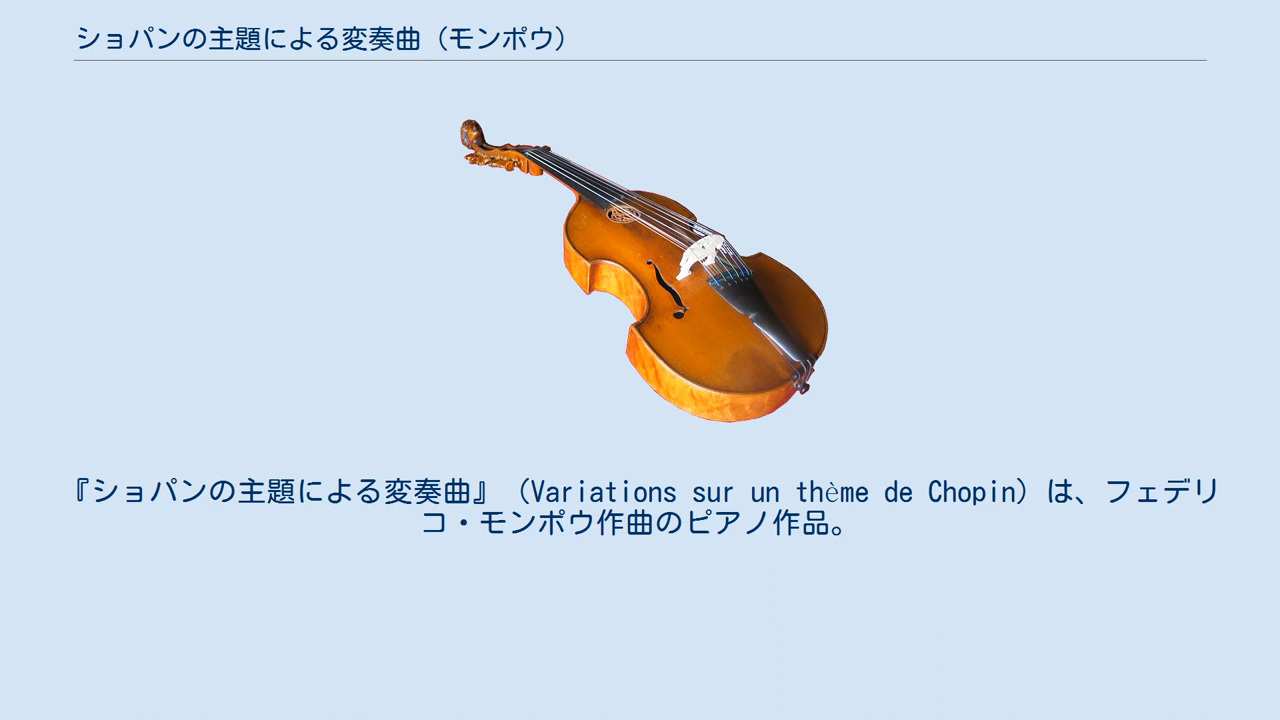 ショパンの主題による変奏曲（モンポウ）
『ショパンの主題による変奏曲』（Variations sur un thème de Chopin）は、フェデリ
コ・モンポウ作曲のピアノ作品。